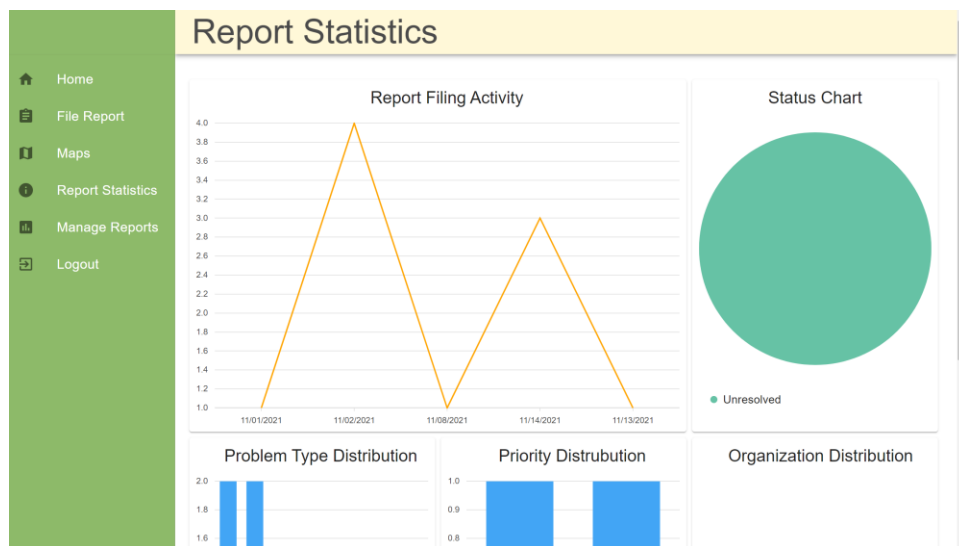 Report Statistics
Home
File Report
Maps
Report Statistics
Manage Reports
Logout
Report Filing Activity
4.0
3.8
3.6
3.4
3.2
3.0
2.8
2.6
2.4
2.2
2.0
1.8
1.6
1.4
1.2
1.0
11/01/2021 11/02/2021 11/08/2021 11/14/2021 11/13/2021
Status Chart
Unresolved
Problem Type Distribution
2.0
1.8
1.6
Priority Distrubution
1.0
0.9
0.8
Organization Distribution